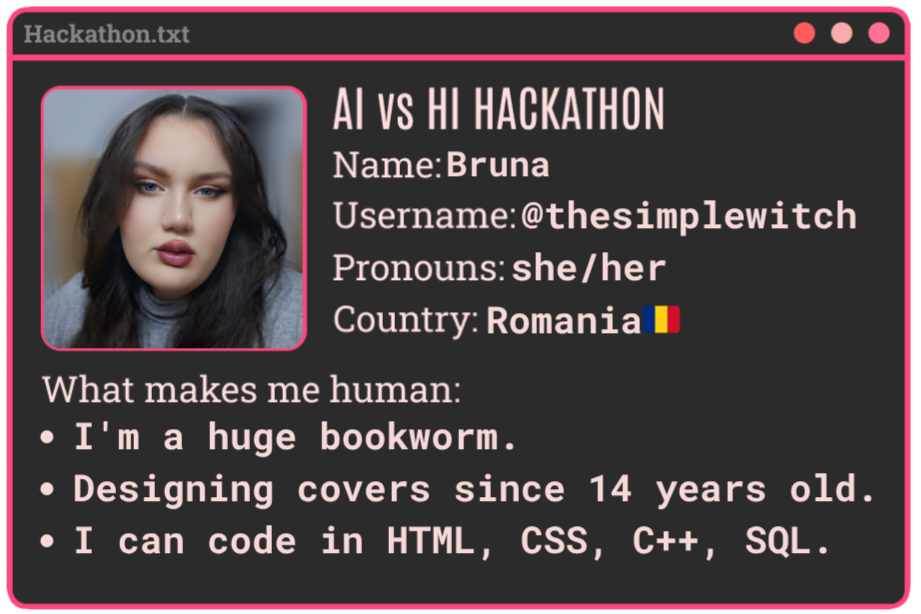 Hackathon.txt
AI vs HI HACKATHON
Name: Bruna
Username: @thesimplewitch
Pronouns: she/her
Country: Romania🇷🇴
What makes me human:
• I'm a huge bookworm.
• Designing covers since 14 years old.
• I can code in HTML, CSS, C++, SQL.